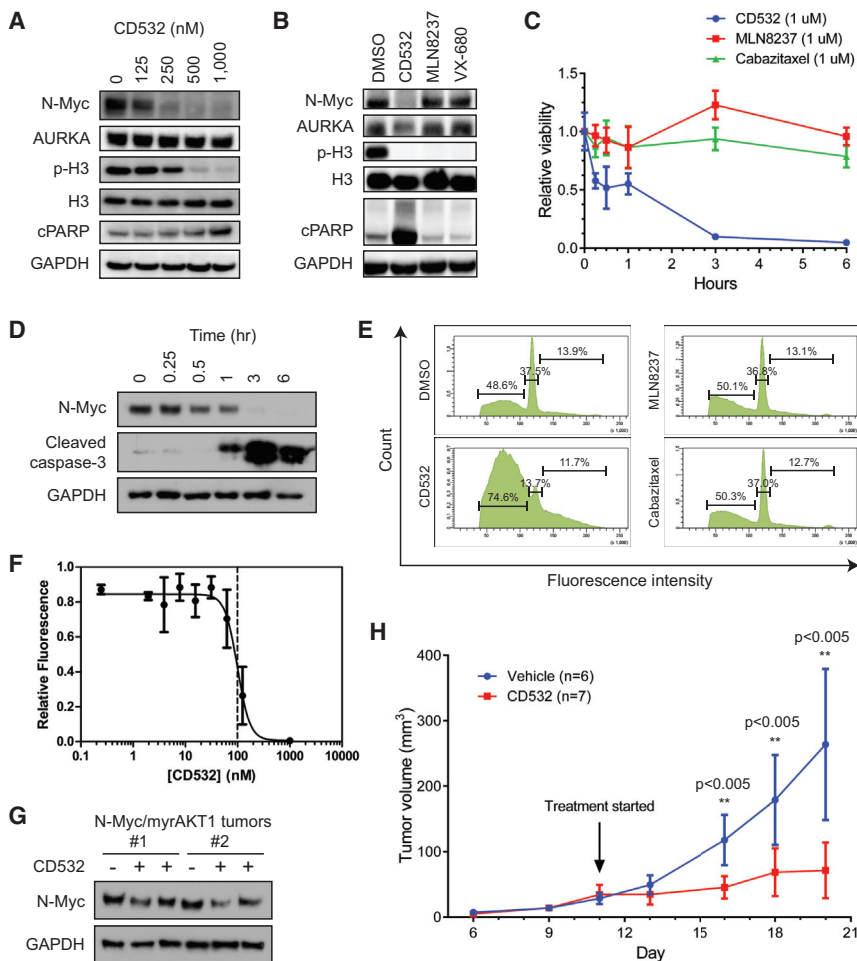 A
CD532 (nM)
0 125 250 500 1,000
N-Myc
AURKA
p-H3
H3
cPARP
GAPDH
B
DMSO CD532 MLN8237 VX-680
N-Myc
AURKA
p-H3
H3
cPARP
GAPDH
C
CD532 (1 uM)
MLN8237 (1 uM)
Cabazitaxel (1 uM)
Relative viability
1.5
1.0
0.5
0.0
0 1 2 3 4 5 6
Hours
D
Time (hr)
0 0.25 0.5 1 3 6
N-Myc
Cleaved
caspase-3
GAPDH
E
Count
DMSO
48.6% 37.5% 13.9%
MLN8237
50.1% 36.8% 13.1%
CD532
74.6% 13.7% 11.7%
Cabazitaxel
50.3% 37.0% 12.7%
Fluorescence intensity
F
Relative Fluorescence
1.0
0.8
0.6
0.4
0.2
0.0
0.1 1 10 100 1000 10000
[CD532] (nM)
G
N-Myc/myrAKT1 tumors
#1 #2
CD532 - + + - + +
N-Myc
GAPDH
H
Vehicle (n=6)
CD532 (n=7)
Tumor volume (mm³)
400
300
200
100
0
Treatment started
p<0.005
**
p<0.005
**
p<0.005
**
6 9 11 12 13 15 18 21
Day